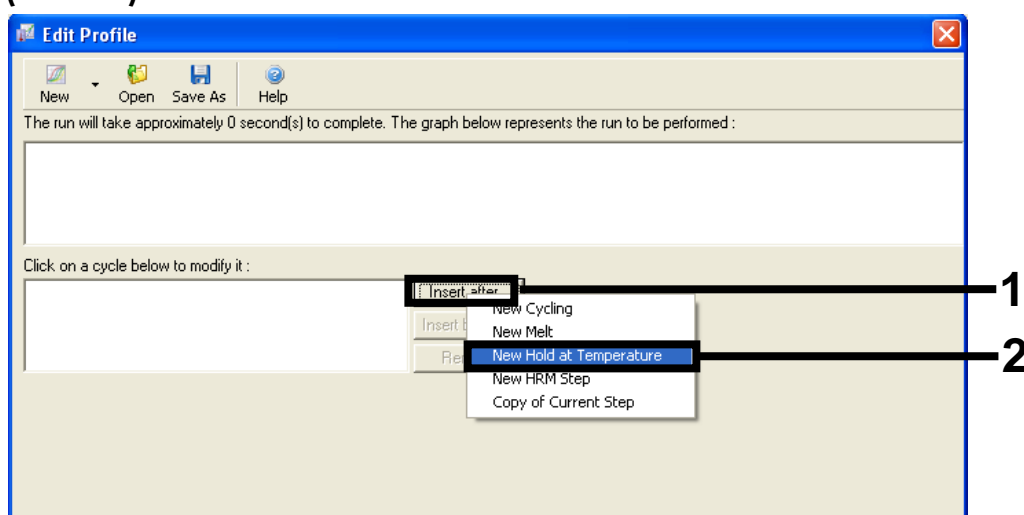 Edit Profile
New Open Save As Help
The run will take approximately 0 second(s) to complete. The graph below represents the run to be performed :
Click on a cycle below to modify it :
Insert after
1
New Cycling
Insert
New Melt
New Hold at Temperature
2
New HRM Step
Copy of Current Step